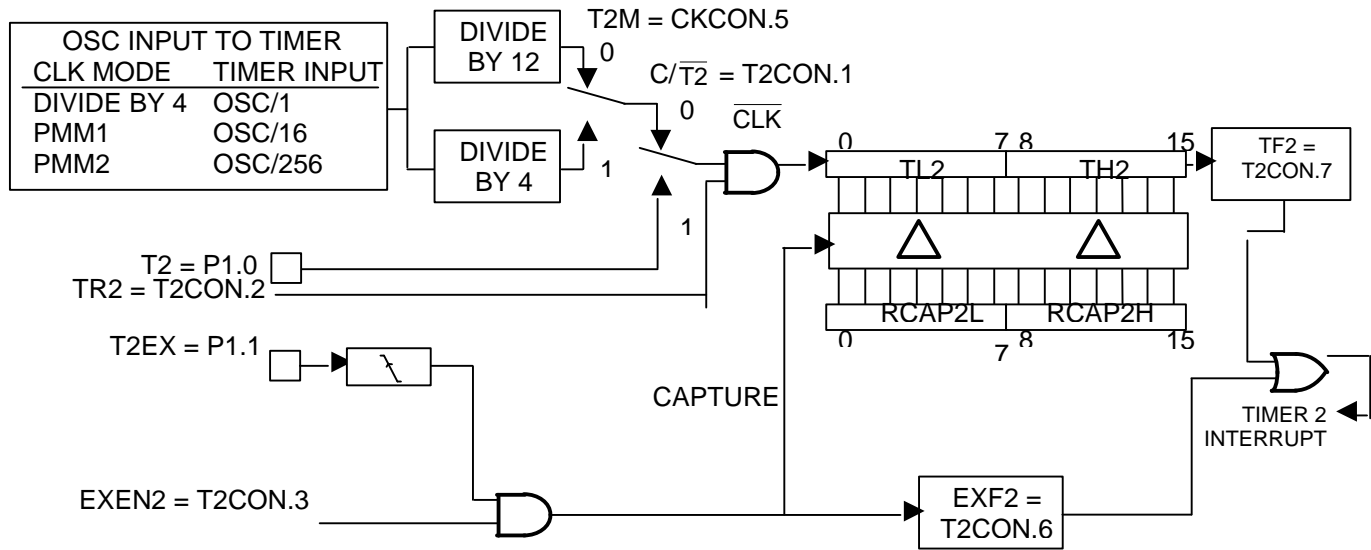 OSC INPUT TO TIMER
CLK MODE TIMER INPUT
DIVIDE BY 4 OSC/1
PMM1 OSC/16
PMM2 OSC/256
DIVIDE
BY 12
DIVIDE
BY 4
T2M = CKCON.5
0
1
C/T2 = T2CON.1
0
1
CLK
0 7 8 15
TL2 TH2
TF2 =
T2CON.7
T2 = P1.0
TR2 = T2CON.2
RCAP2L RCAP2H
0 7 8 15
T2EX = P1.1
CAPTURE
TIMER 2
INTERRUPT
EXEN2 = T2CON.3
EXF2 =
T2CON.6